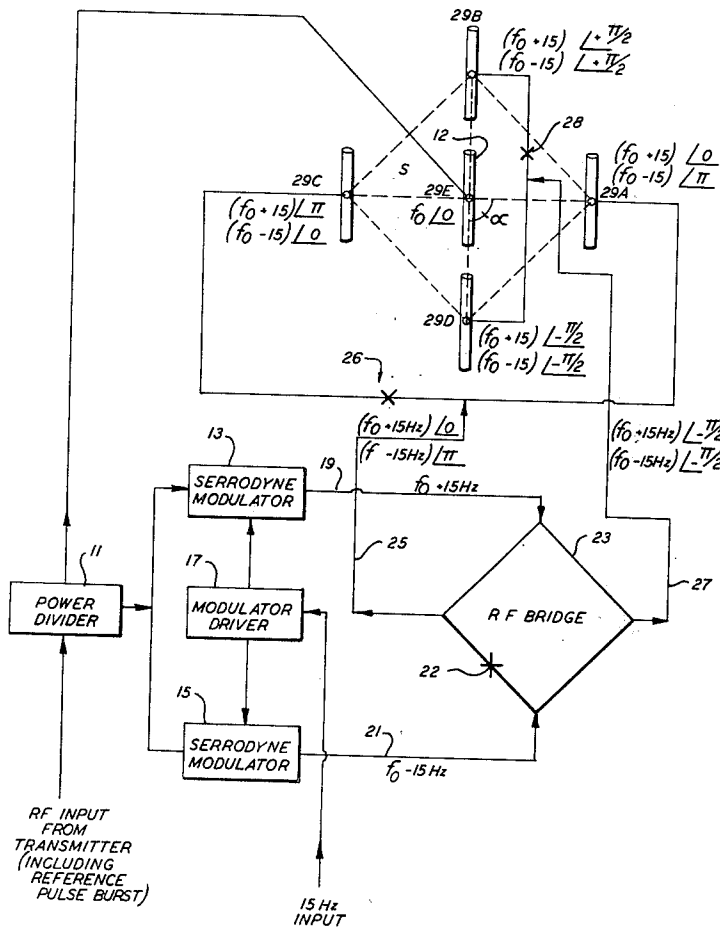 29B
(f₀+15) ∠+π/2
(f₀-15) ∠+π/2
12
28
(f₀+15) ∠0
(f₀-15) ∠π
S
29C
29E
29A
f₀ ∠0
α
(f₀+15) ∠π
(f₀-15) ∠0
29D
(f₀+15) ∠-π/2
(f₀-15) ∠-π/2
26
(f₀+15Hz) ∠0
(f-15Hz) ∠π
(f₀+15Hz) ∠-π/2
(f₀-15Hz) ∠-π/2
13
SERRODYNE
MODULATOR
19
f₀+15Hz
11
POWER
DIVIDER
17
MODULATOR
DRIVER
25
23
RF BRIDGE
27
22
15
SERRODYNE
MODULATOR
21
f₀-15Hz
RF INPUT
FROM
TRANSMITTER
(INCLUDING
REFERENCE
PULSE BURST)
15 Hz
INPUT